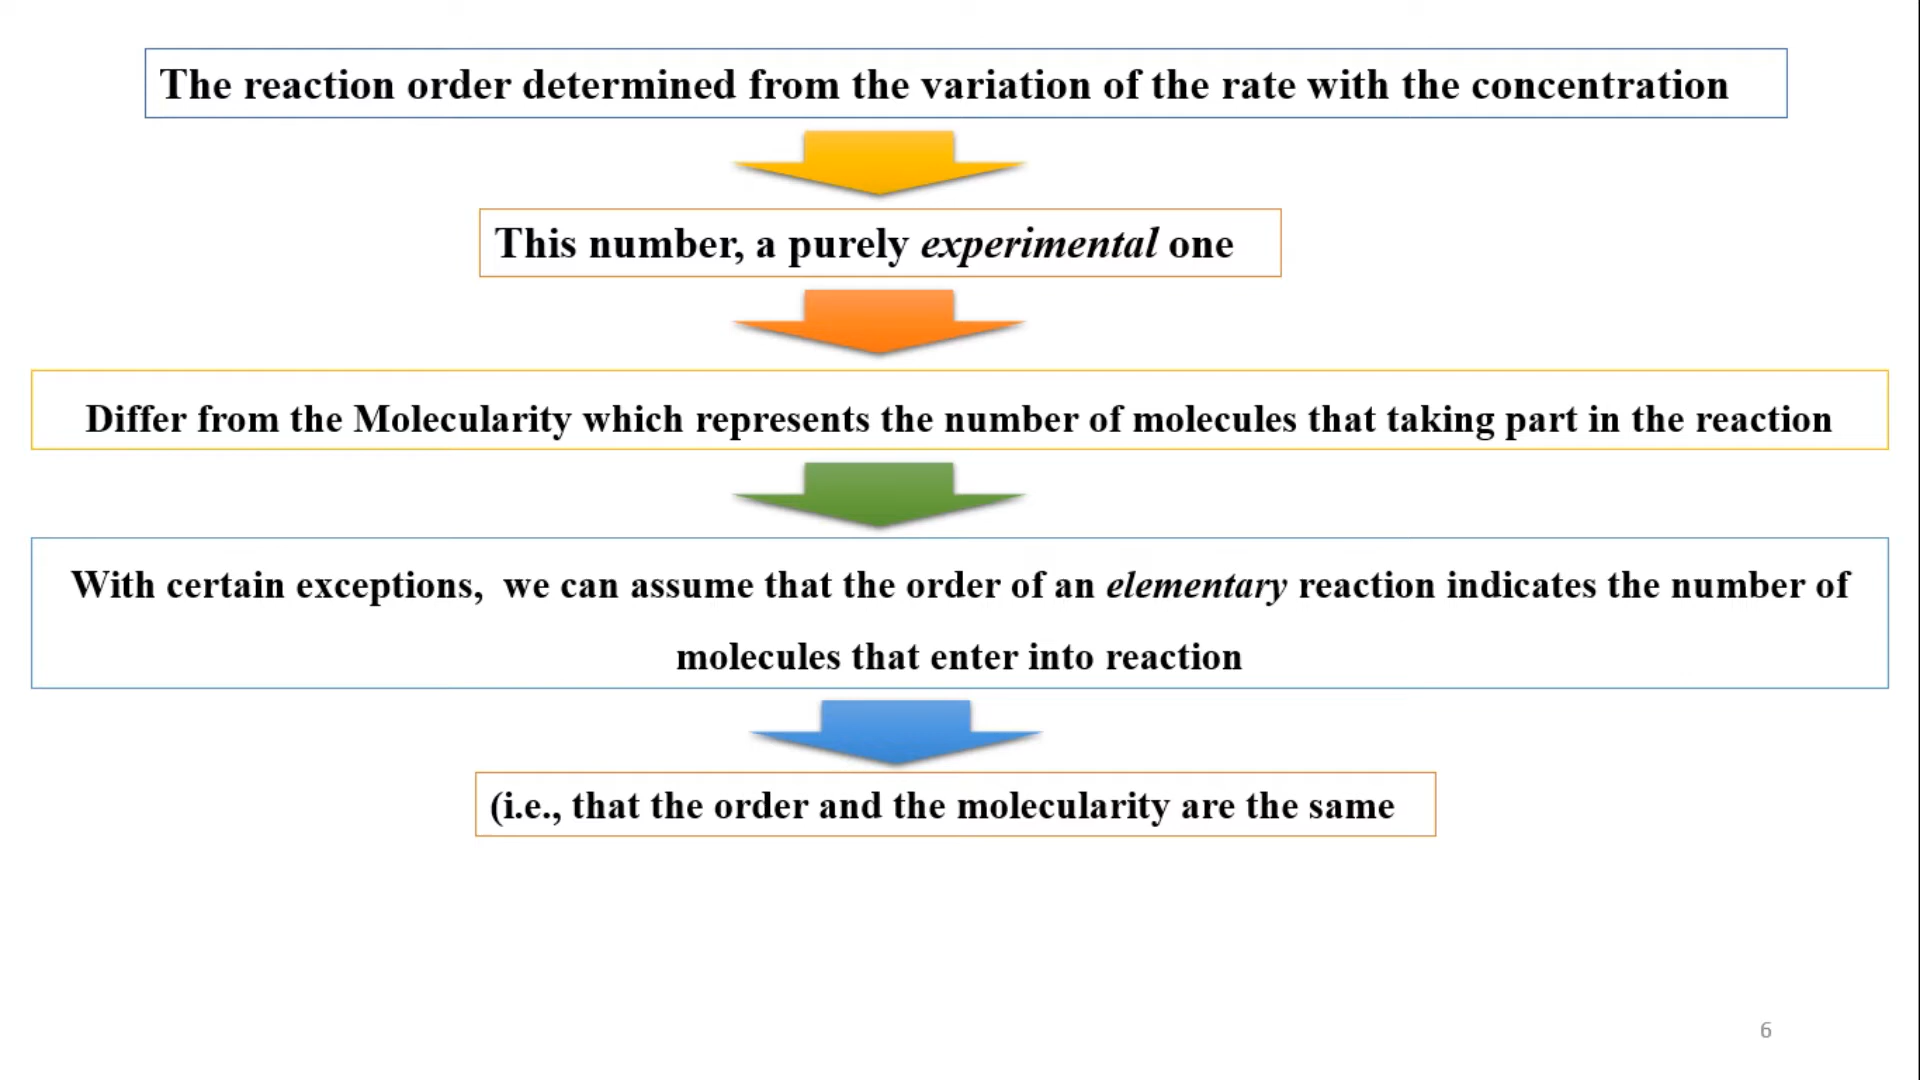 The reaction order determined from the variation of the rate with the concentration
This number, a purely experimental one
Differ from the Molecularity which represents the number of molecules that taking part in the reaction
With certain exceptions,  we can assume that the order of an elementary reaction indicates the number of
molecules that enter into reaction
(i.e., that the order and the molecularity are the same
6